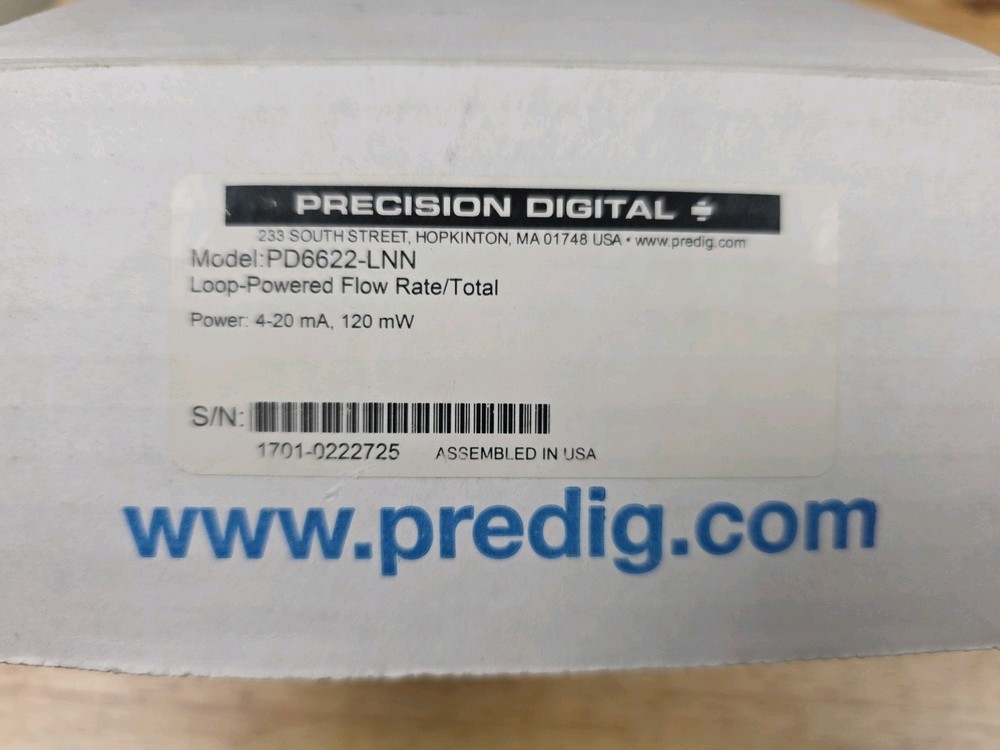 PRECISION DIGITAL
233 SOUTH STREET, HOPKINTON, MA 01748 USA • www.predig.com
Model:PD6622-LNN
Loop-Powered Flow Rate/Total
Power: 4-20 mA, 120 mW
S/N:
1701-0222725 ASSEMBLED IN USA
www.predig.com